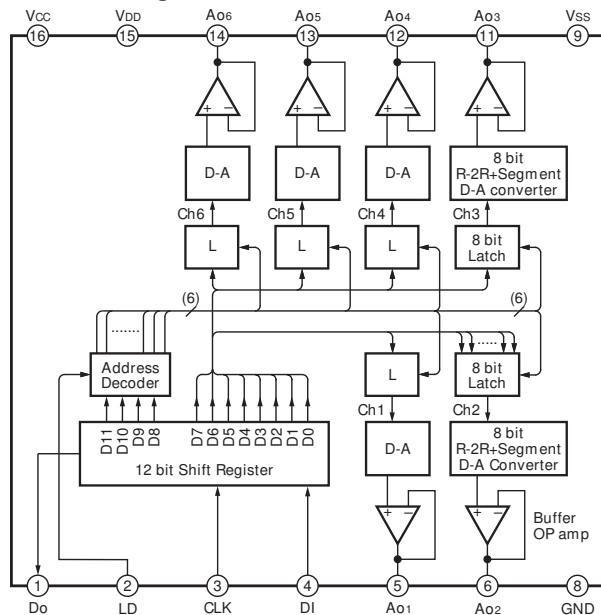 VCC VDD Ao6 Ao5 Ao4 Ao3 VSS
16 15 14 13 12 11 9
+ − + − + − + −
D-A D-A D-A 8 bit
R-2R+Segment
D-A converter
Ch6 Ch5 Ch4 Ch3
L L L 8 bit
Latch
(6) (6)
........
Address
Decoder
L
8 bit
Latch
D11 D10 D9 D8 D7 D6 D5 D4 D3 D2 D1 D0
Ch1 Ch2
12 bit Shift Register
D-A
8 bit
R-2R+Segment
D-A Converter
+ − + −
Buffer
OP amp
1 2 3 4 5 6 8
Do LD CLK DI Ao1 Ao2 GND